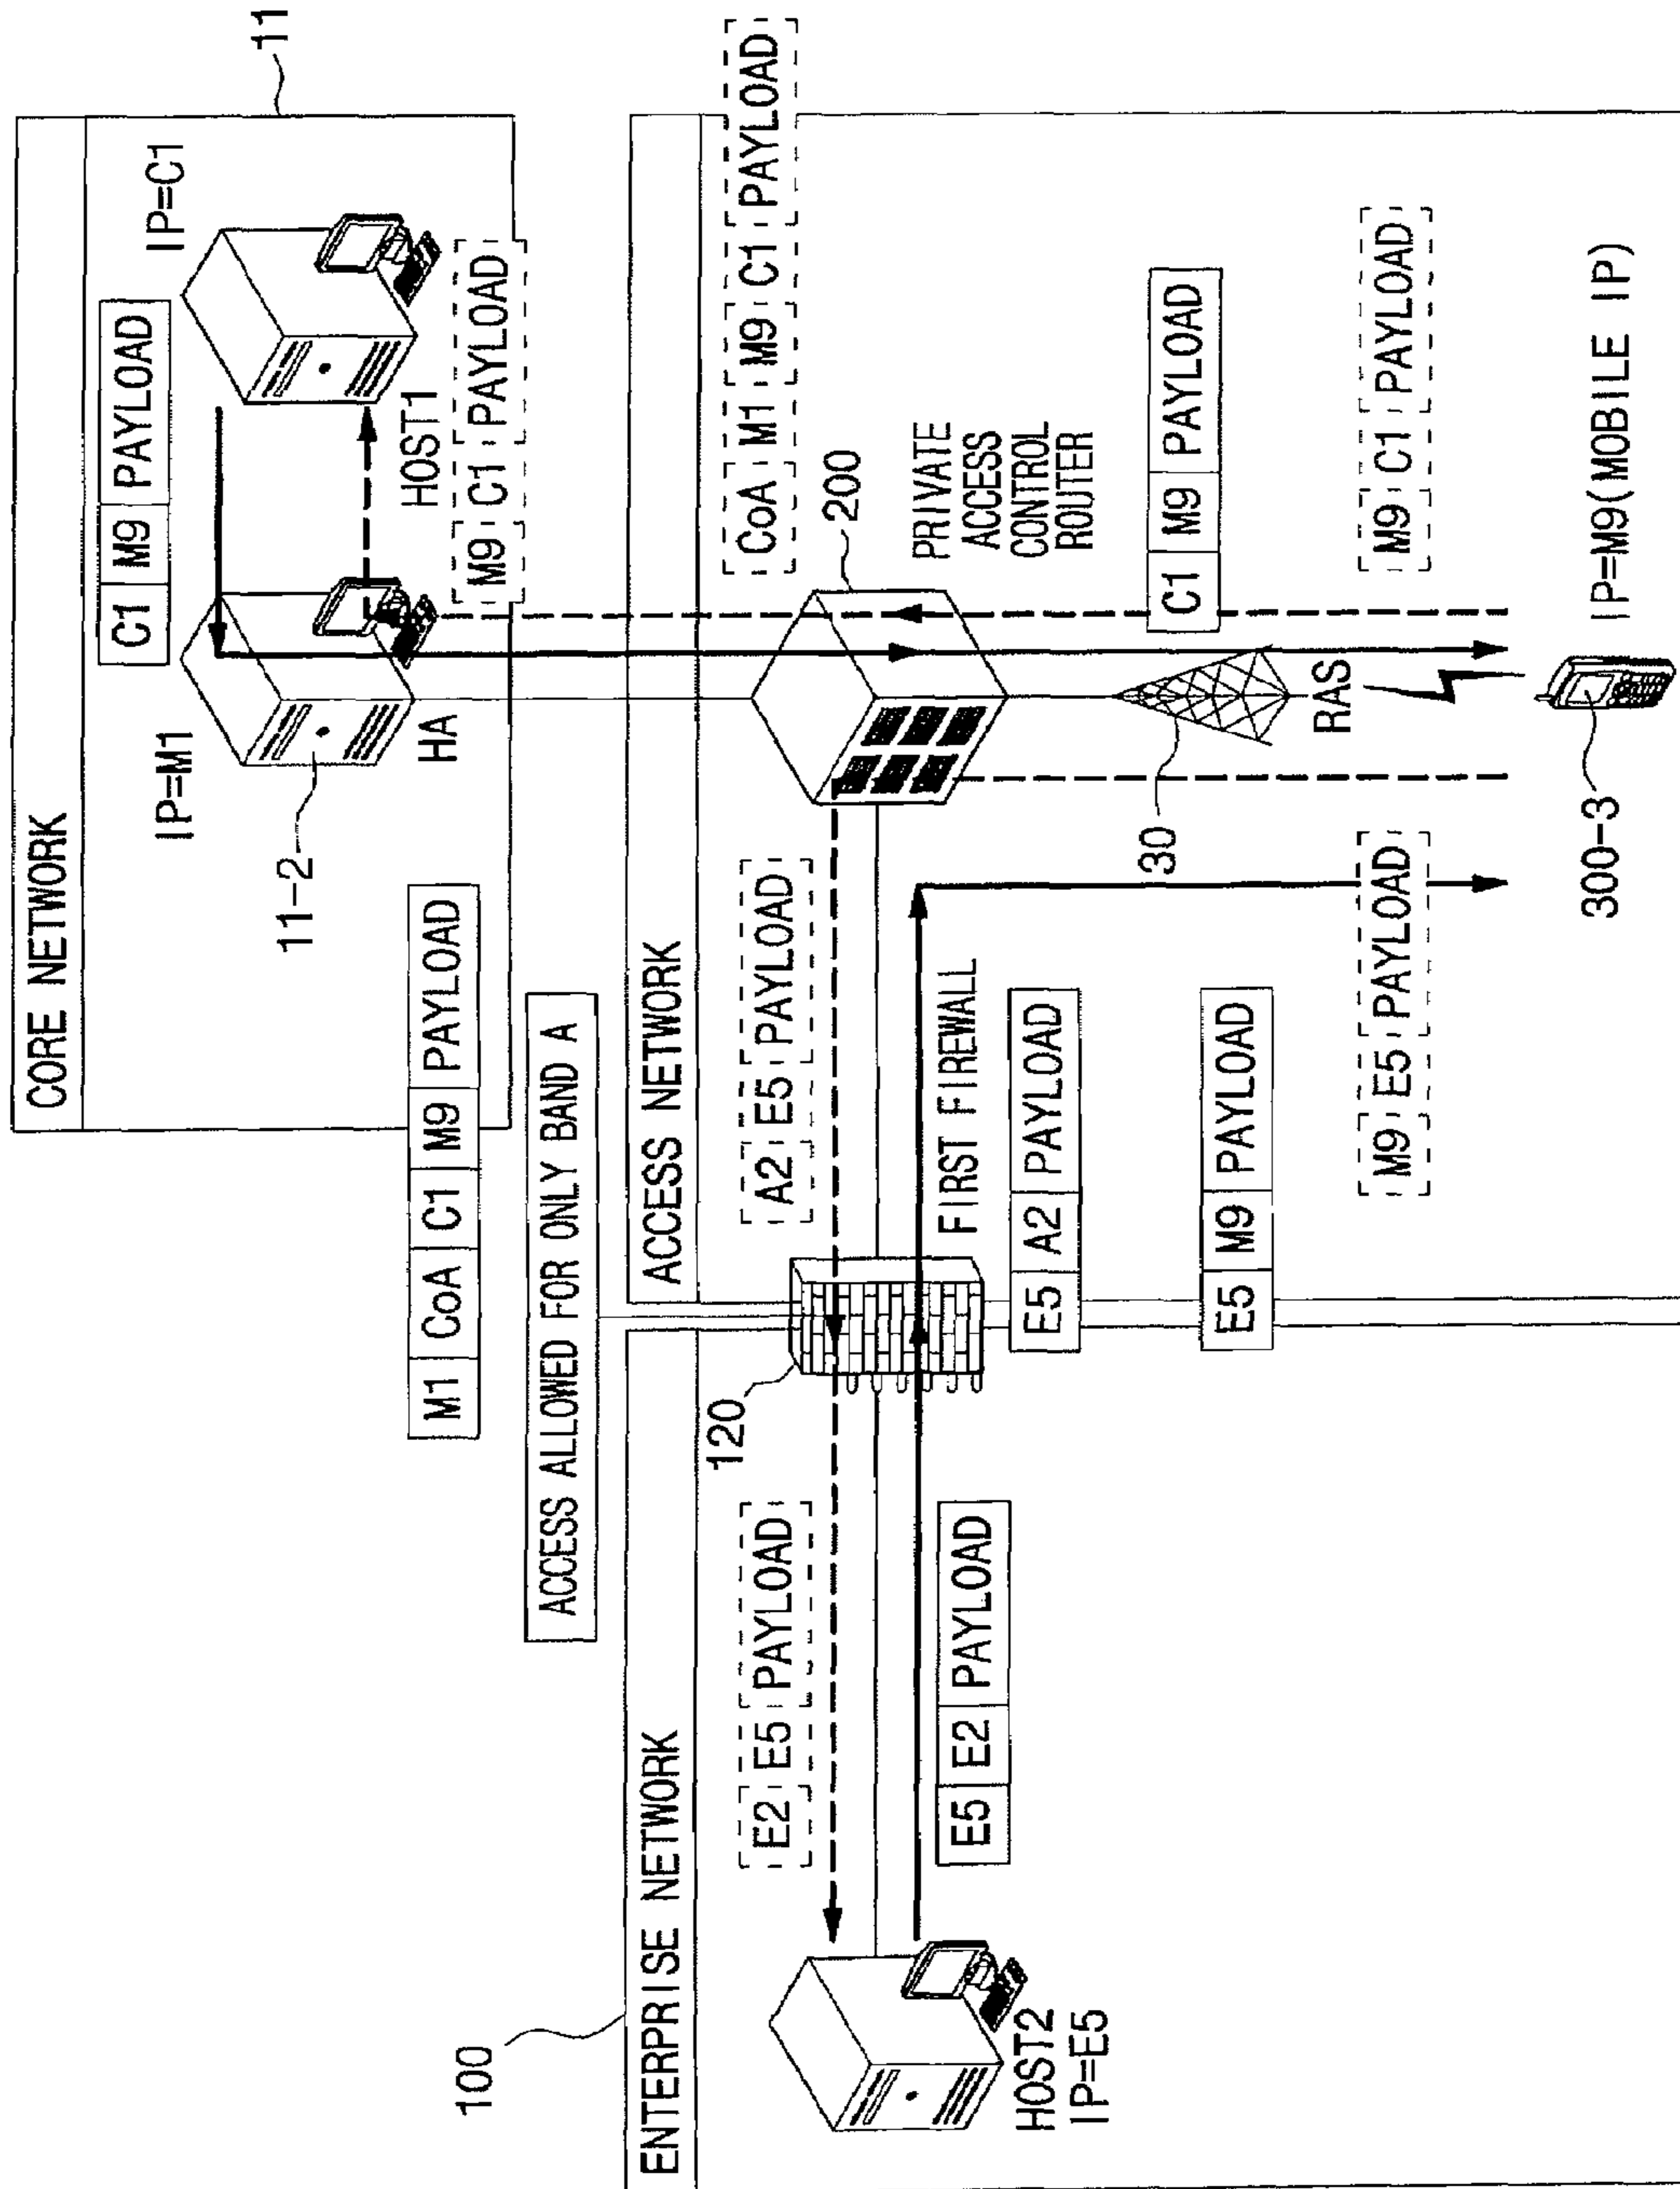 CORE NETWORK
11
IP=M1
IP=C1
C1 M9 PAYLOAD
11-2
HA
HOST1
M9 C1 PAYLOAD
M1 CoA C1 M9 PAYLOAD
ACCESS ALLOWED FOR ONLY BAND A
100
ENTERPRISE NETWORK
ACCESS NETWORK
120
E2 E5 PAYLOAD
A2 E5 PAYLOAD
CoA M1 M9 C1 PAYLOAD
200
PRIVATE
ACCESS
CONTROL
ROUTER
FIRST FIREWALL
E5 E2 PAYLOAD
E5 A2 PAYLOAD
HOST2
IP=E5
30
C1 M9 PAYLOAD
E5 M9 PAYLOAD
RAS
M9 E5 PAYLOAD
M9 C1 PAYLOAD
300-3
IP=M9(MOBILE IP)